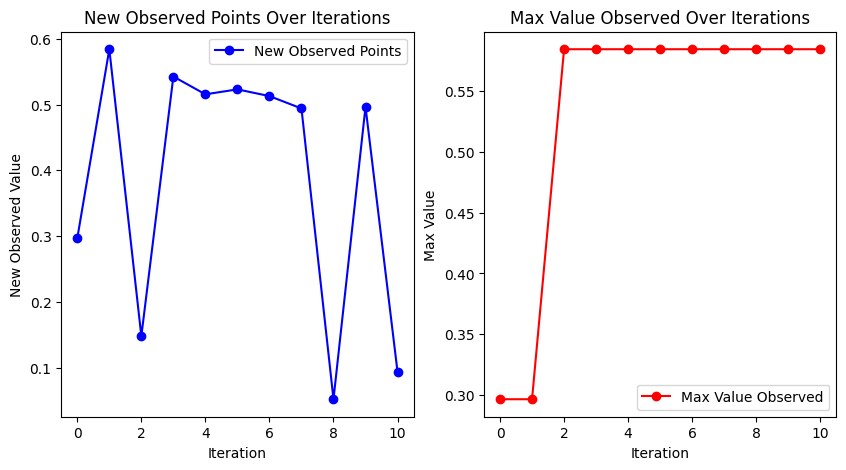 New Observed Points Over Iterations
New Observed Points
New Observed Value
0.6
0.5
0.4
0.3
0.2
0.1
0 2 4 6 8 10
Iteration
Max Value Observed Over Iterations
Max Value
0.55
0.50
0.45
0.40
0.35
0.30
Max Value Observed
0 2 4 6 8 10
Iteration